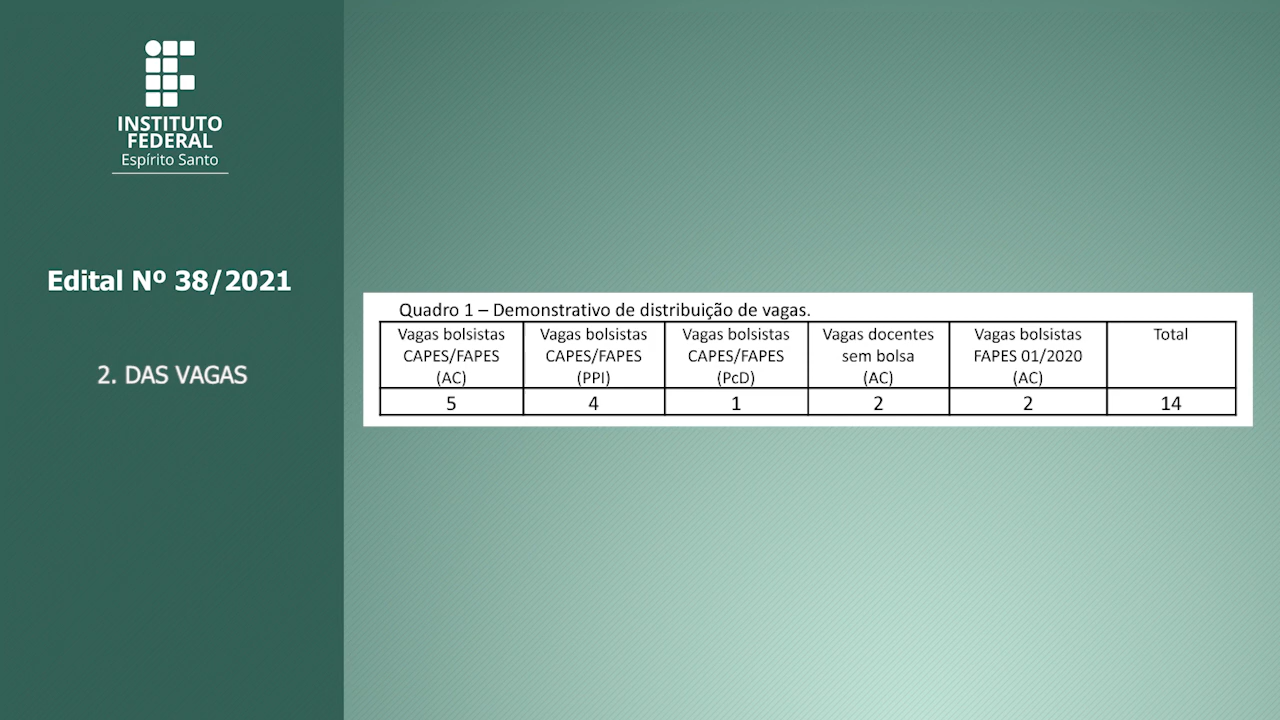 INSTITUTO
FEDERAL
Espírito Santo
Edital Nº 38/2021
2. DAS VAGAS
Quadro 1 – Demonstrativo de distribuição de vagas.
Vagas bolsistas CAPES/FAPES (AC)
Vagas bolsistas CAPES/FAPES (PPI)
Vagas bolsistas CAPES/FAPES (PcD)
Vagas docentes sem bolsa (AC)
Vagas bolsistas FAPES 01/2020 (AC)
Total
5 4 1 2 2 14